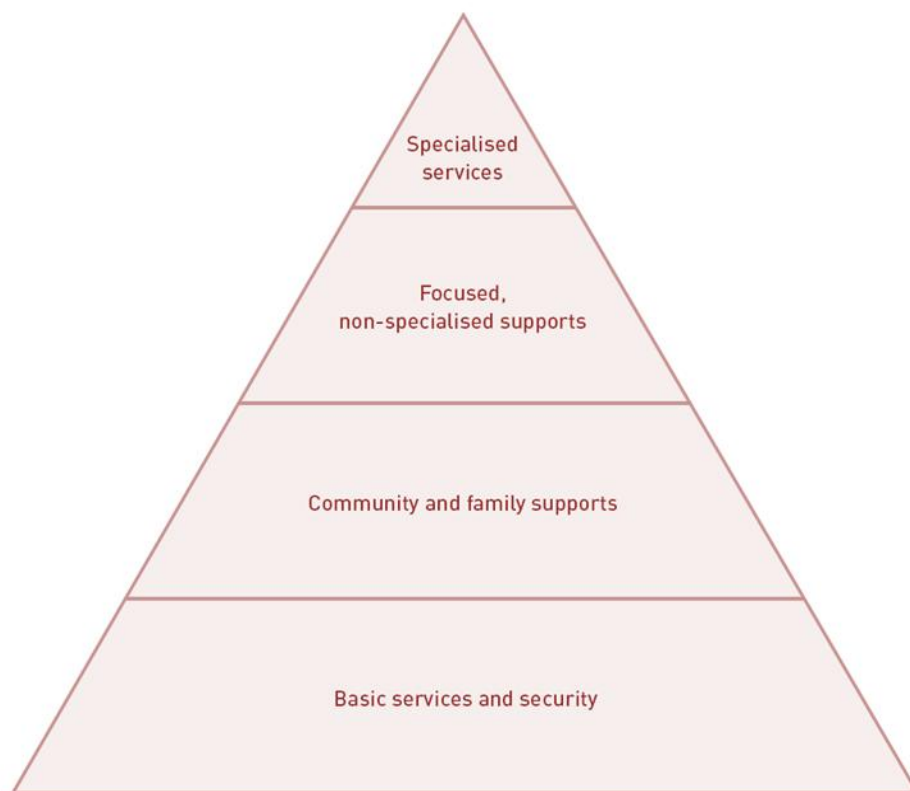 Specialised
services
Focused,
non-specialised supports
Community and family supports
Basic services and security